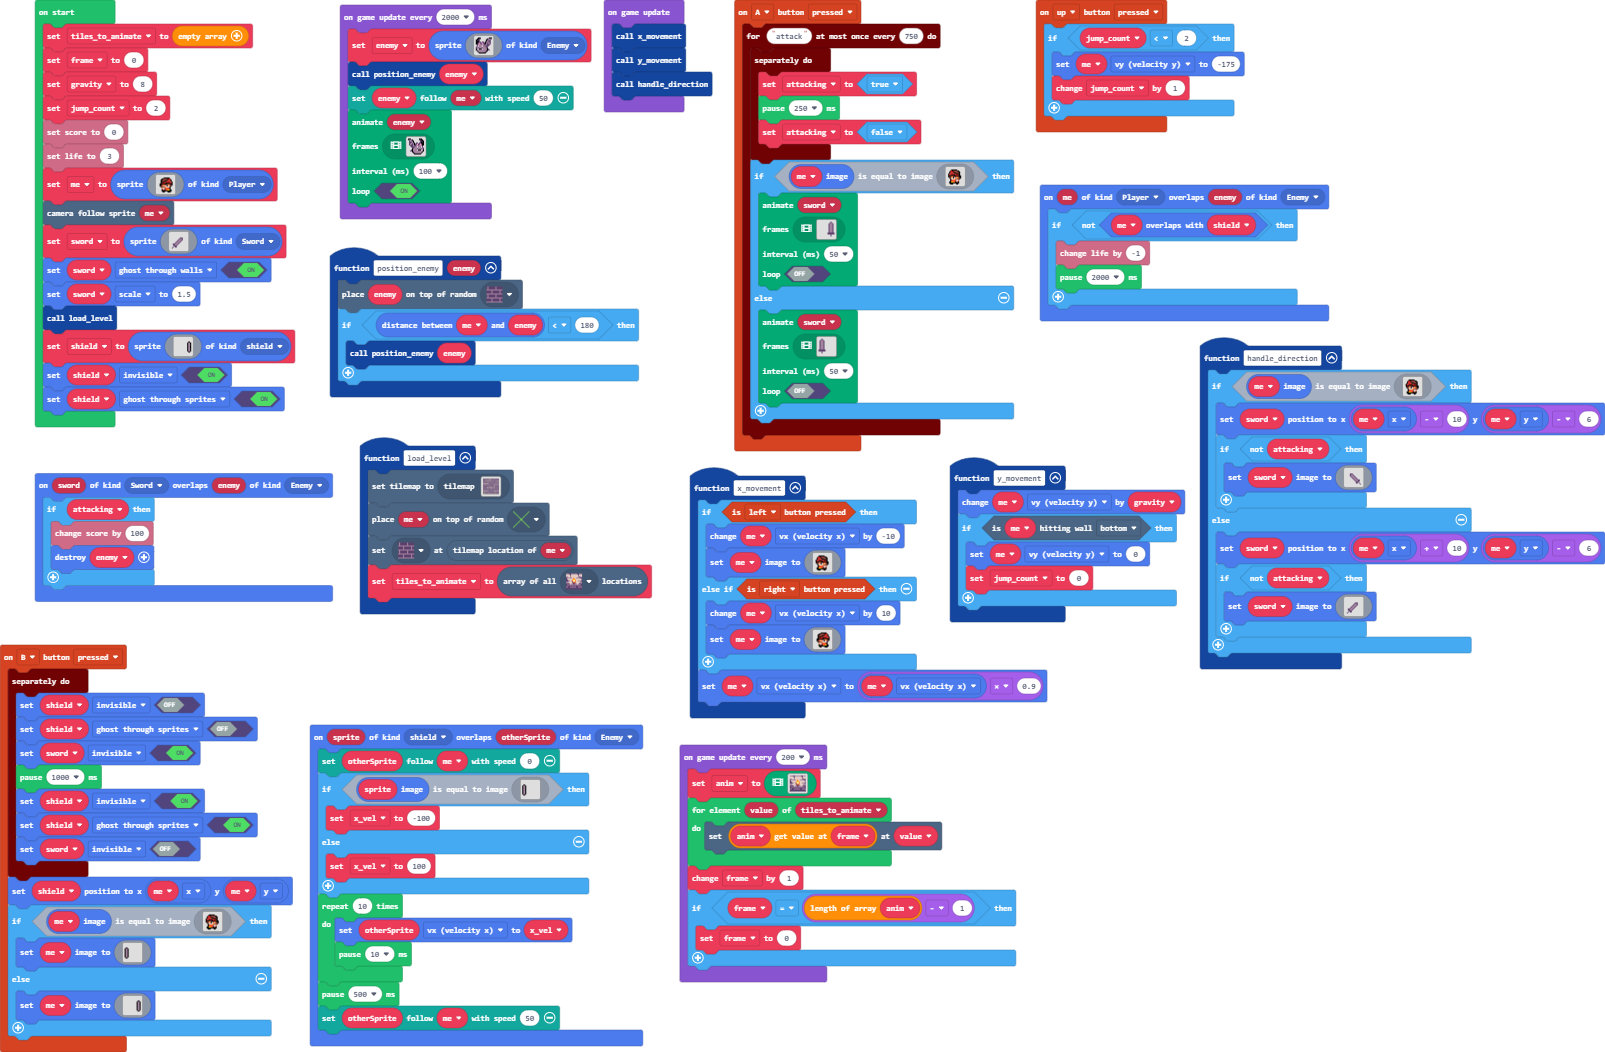 on start
set tiles_to_animate to empty array
set frame to 0
set gravity to 8
set jump_count to 2
set score to 0
set life to 3
set me to sprite of kind Player
camera follow sprite me
set sword to sprite of kind Sword
set sword ghost through walls ON
set sword scale to 1.5
call load_level
set shield to sprite of kind shield
set shield invisible ON
set shield ghost through sprites ON
on game update every 2000 ms
set enemy to sprite of kind Enemy
call position_enemy enemy
set enemy follow me with speed 50
animate enemy
frames
interval (ms) 100
loop ON
on game update
call x_movement
call y_movement
call handle_direction
on A button pressed
for "attack" at most once every 750 do
separately do
set attacking to true
pause 250 ms
set attacking to false
if me image is equal to image then
animate sword
frames
interval (ms) 50
loop OFF
else
animate sword
frames
interval (ms) 50
loop OFF
on up button pressed
if jump_count < 2 then
set me vy (velocity y) to -175
change jump_count by 1
on me of kind Player overlaps enemy of kind Enemy
if not me overlaps with shield then
change life by -1
pause 2000 ms
function position_enemy enemy
place enemy on top of random
if distance between me and enemy < 180 then
call position_enemy enemy
function handle_direction
if me image is equal to image then
set sword position to x me x - 10 y me y - 6
if not attacking then
set sword image to
else
set sword position to x me x + 10 y me y - 6
if not attacking then
set sword image to
on sword of kind Sword overlaps enemy of kind Enemy
if attacking then
change score by 100
destroy enemy
function load_level
set tilemap to tilemap
place me on top of random
set at tilemap location of me
set tiles_to_animate to array of all locations
function x_movement
if is left button pressed then
change me vx (velocity x) by -10
set me image to
else if is right button pressed then
change me vx (velocity x) by 10
set me image to
set me vx (velocity x) to me vx (velocity x) × 0.9
function y_movement
change me vy (velocity y) by gravity
if is me hitting wall bottom then
set me vy (velocity y) to 0
set jump_count to 0
on B button pressed
separately do
set shield invisible OFF
set shield ghost through sprites OFF
set sword invisible ON
pause 1000 ms
set shield invisible ON
set shield ghost through sprites ON
set sword invisible OFF
set shield position to x me x y me y
if me image is equal to image then
set me image to
else
set me image to
on sprite of kind shield overlaps otherSprite of kind Enemy
set otherSprite follow me with speed 0
if sprite image is equal to image then
set x_vel to -100
else
set x_vel to 100
repeat 10 times
do set otherSprite vx (velocity x) to x_vel
pause 10 ms
pause 500 ms
set otherSprite follow me with speed 50
on game update every 200 ms
set anim to
for element value of tiles_to_animate
do set anim get value at frame at value
change frame by 1
if frame = length of array anim - 1 then
set frame to 0